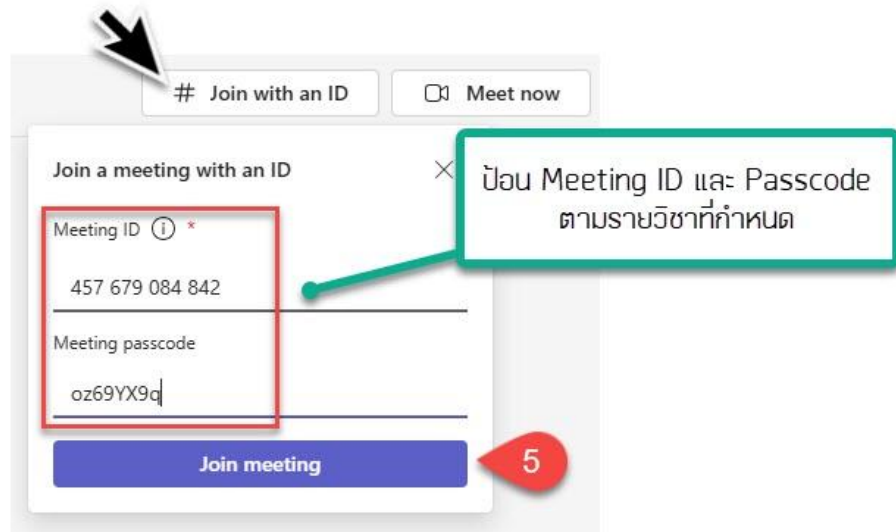 # Join with an ID
Meet now
Join a meeting with an ID
Meeting ID *
457 679 084 842
Meeting passcode
oz69YX9q
Join meeting
5
ป้อน Meeting ID และ Passcode
ตามรายวิชาที่กำหนด